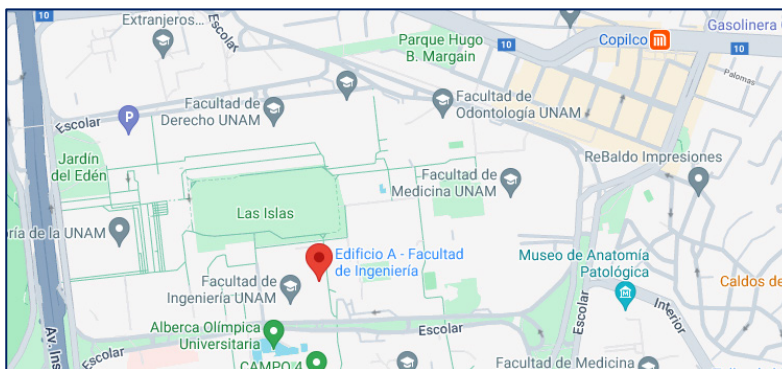 10
Extranjeros...
Escolar
Parque Hugo
B. Margain
10
Copilco
Gasolinera
10
Palomas
Facultad de
Derecho UNAM
Facultad de
Odontología UNAM
Escolar
P
Jardín
del Edén
Facultad de
Medicina UNAM
ReBaldo Impresiones
Las Islas
oría de la UNAM
Edificio A - Facultad
de Ingeniería
Museo de Anatomía
Patológica
Facultad de
Ingeniería UNAM
Caldos de
Interior
Escolar
Escolar
Alberca Olímpica
Universitaria
Av. Ins
CAMPO 4
Facultad de Medicina